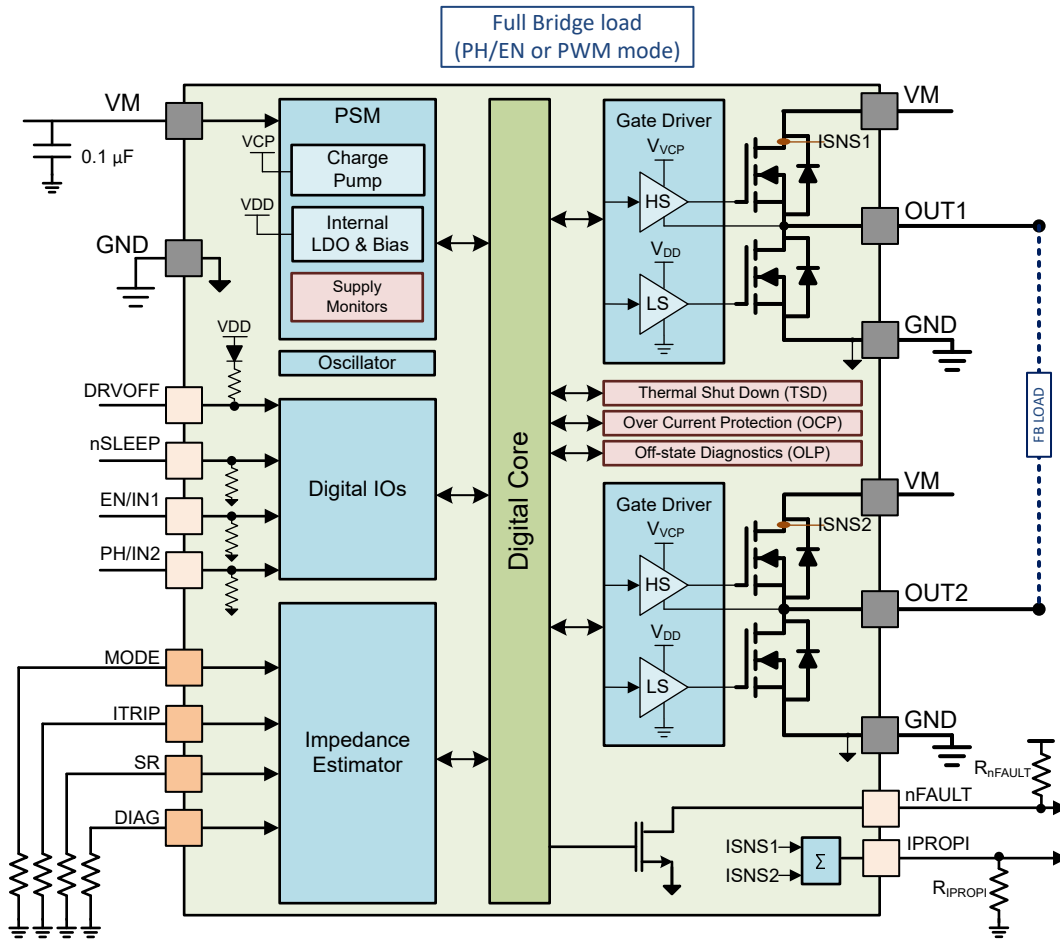 Full Bridge load
(PH/EN or PWM mode)
VM
0.1 µF
GND
PSM
VCP
Charge
Pump
VDD
Internal
LDO & Bias
Supply
Monitors
Oscillator
VDD
DRVOFF
nSLEEP
EN/IN1
PH/IN2
Digital IOs
MODE
ITRIP
SR
DIAG
Impedance
Estimator
Digital Core
Gate Driver
VVCP
HS
VDD
LS
ISNS1
VM
OUT1
GND
Thermal Shut Down (TSD)
Over Current Protection (OCP)
Off-state Diagnostics (OLP)
FB LOAD
Gate Driver
VVCP
HS
VDD
LS
ISNS2
VM
OUT2
GND
RnFAULT
nFAULT
ISNS1
ISNS2
Σ
IPROPI
RIPROPI